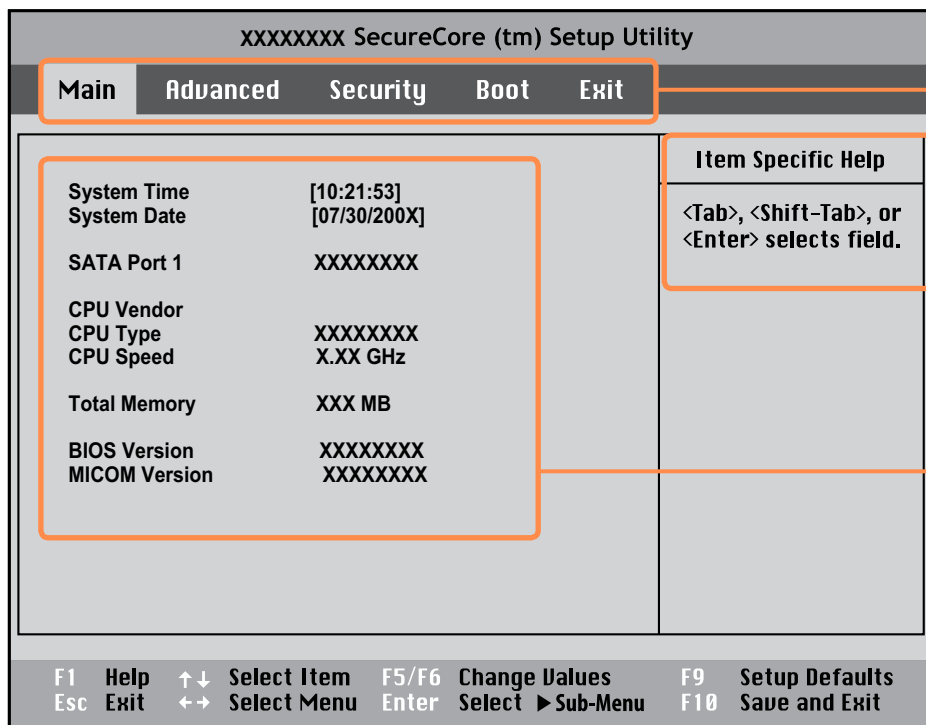 XXXXXXXX SecureCore (tm) Setup Utility
Main Advanced Security Boot Exit
Item Specific Help
<Tab>, <Shift-Tab>, or
<Enter> selects field.
System Time [10:21:53]
System Date [07/30/200X]
SATA Port 1 XXXXXXXX
CPU Vendor
CPU Type XXXXXXXX
CPU Speed X.XX GHz
Total Memory XXX MB
BIOS Version XXXXXXXX
MICOM Version XXXXXXXX
F1 Help ↑↓ Select Item F5/F6 Change Values F9 Setup Defaults
Esc Exit ←→ Select Menu Enter Select ▶Sub-Menu F10 Save and Exit